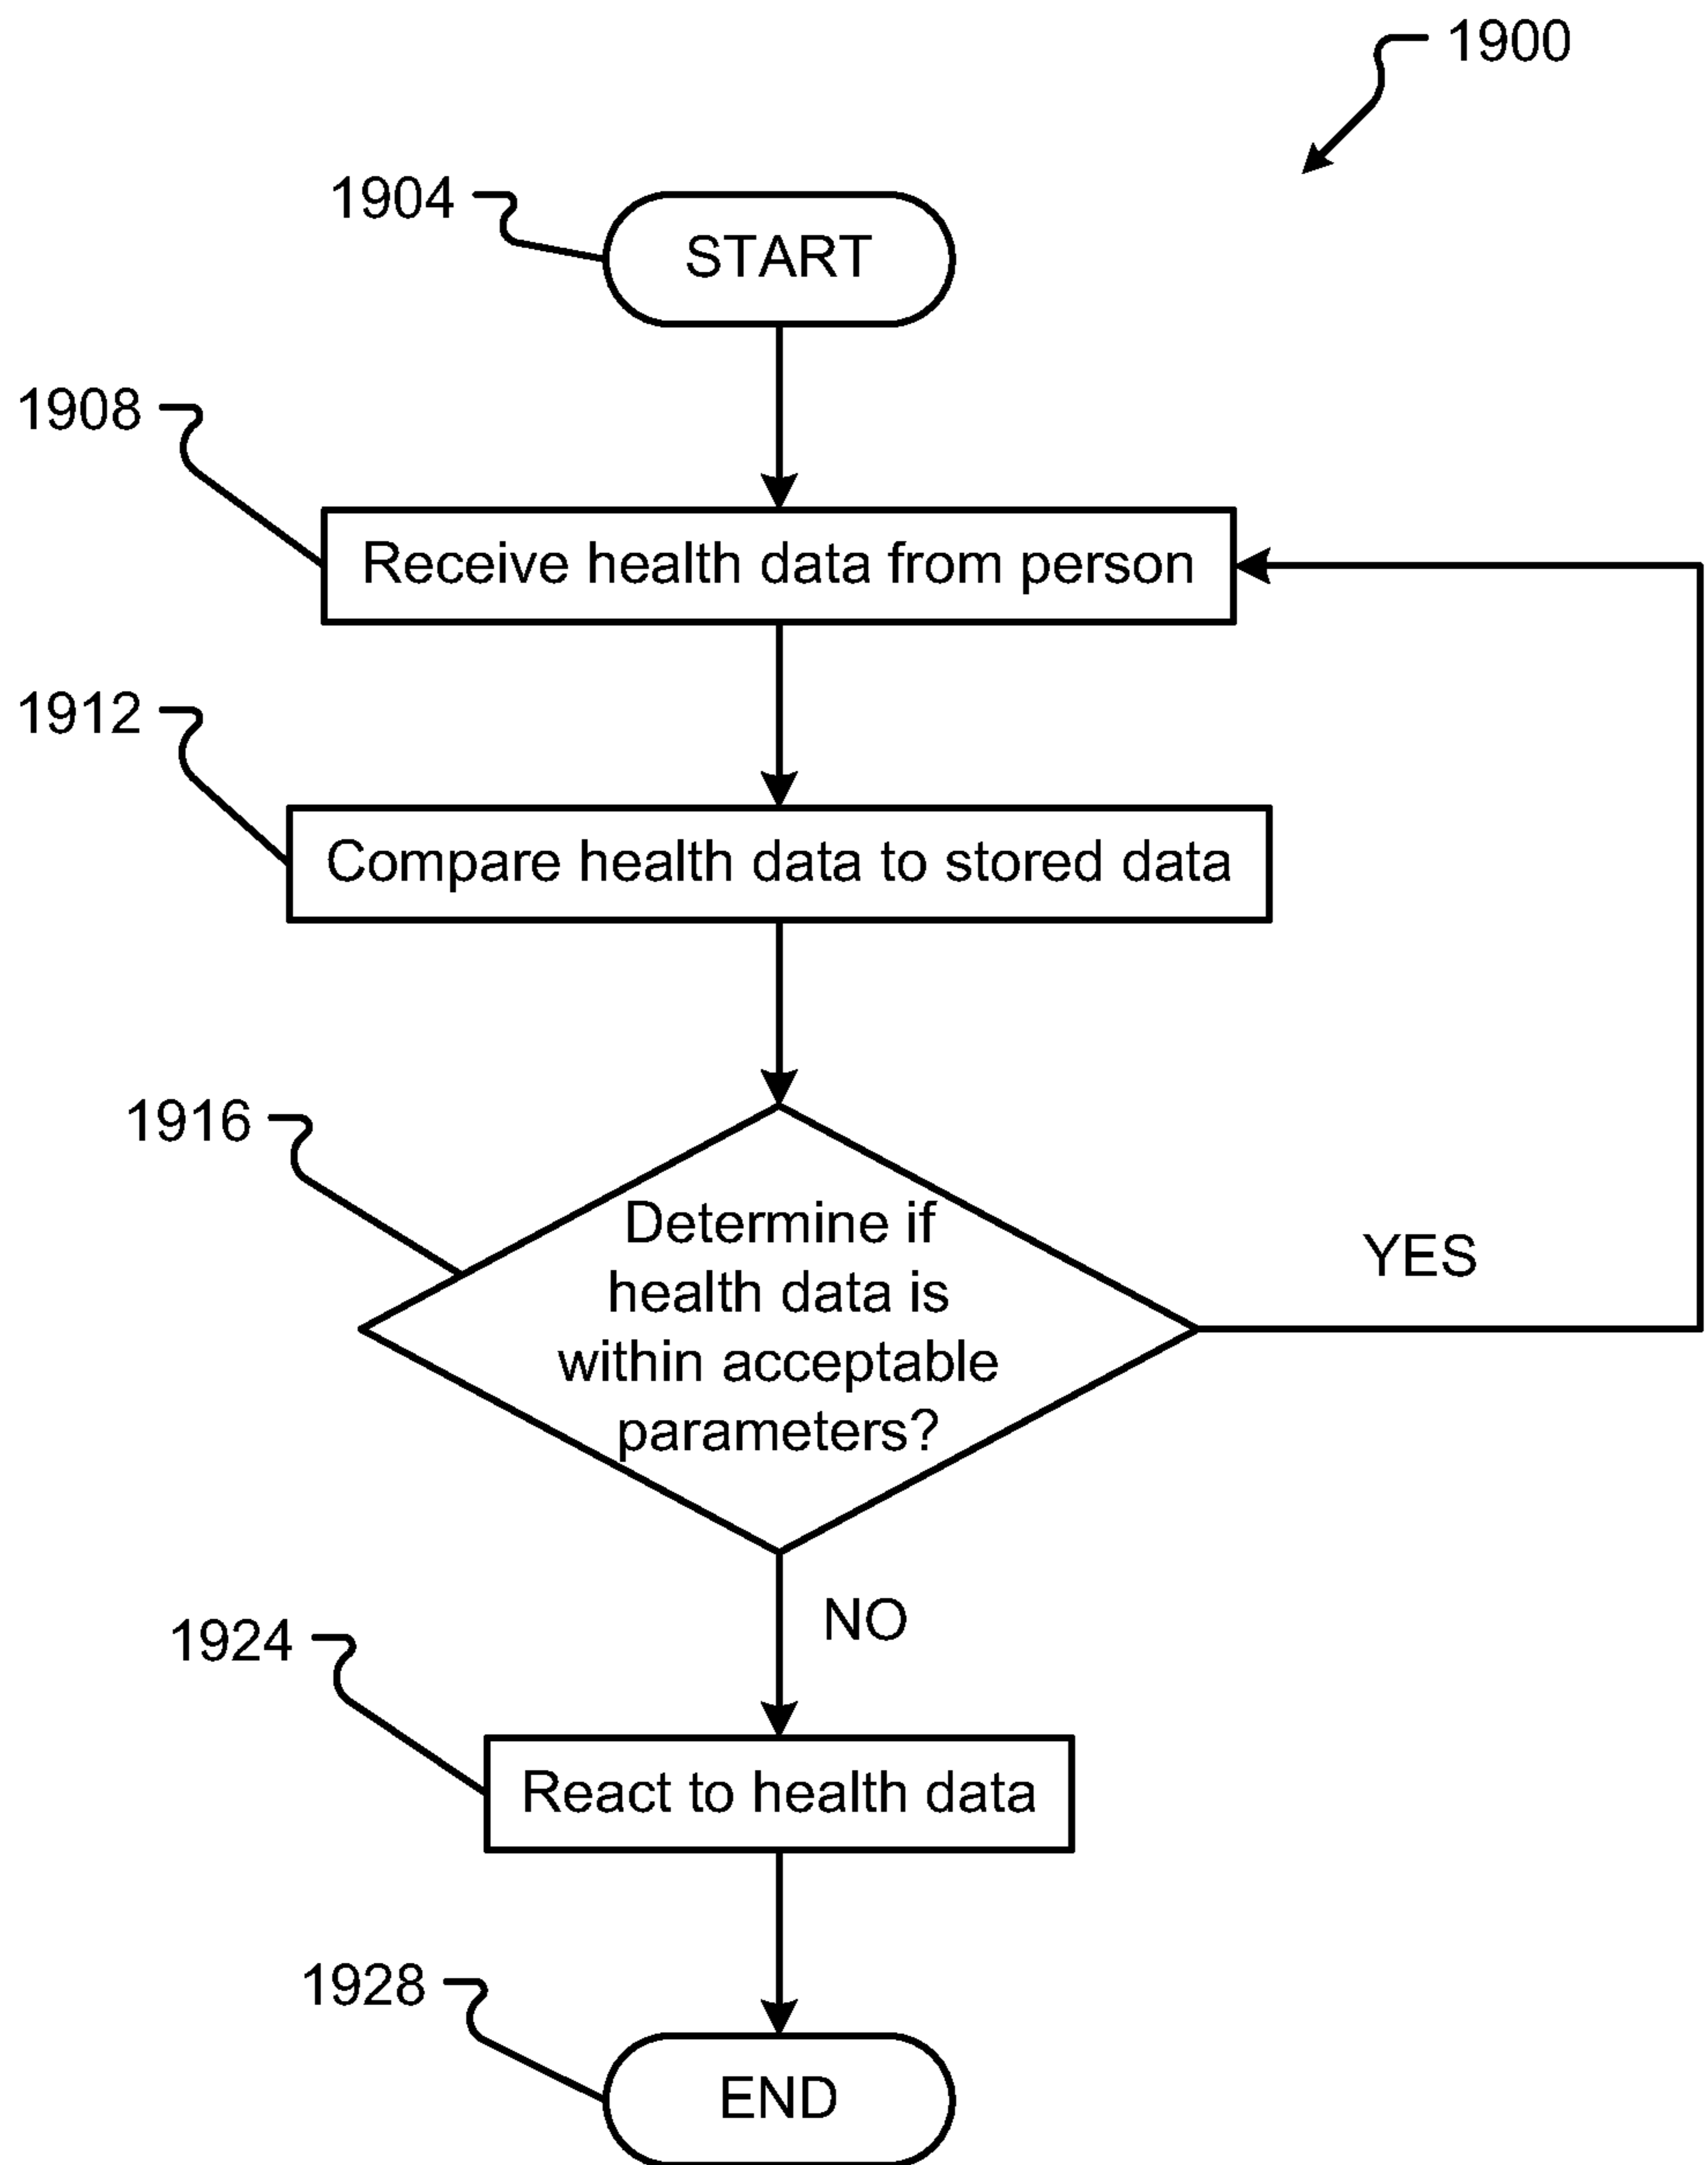 1900
1904
START
1908
Receive health data from person
1912
Compare health data to stored data
1916
Determine if
health data is
within acceptable
parameters?
YES
NO
1924
React to health data
1928
END